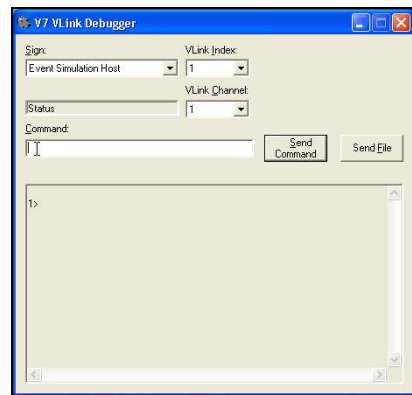 V7 VLink Debugger
Sign:
VLink Index:
Event Simulation Host
1
VLink Channel:
Status
1
Command:
Send Command
Send File
1>